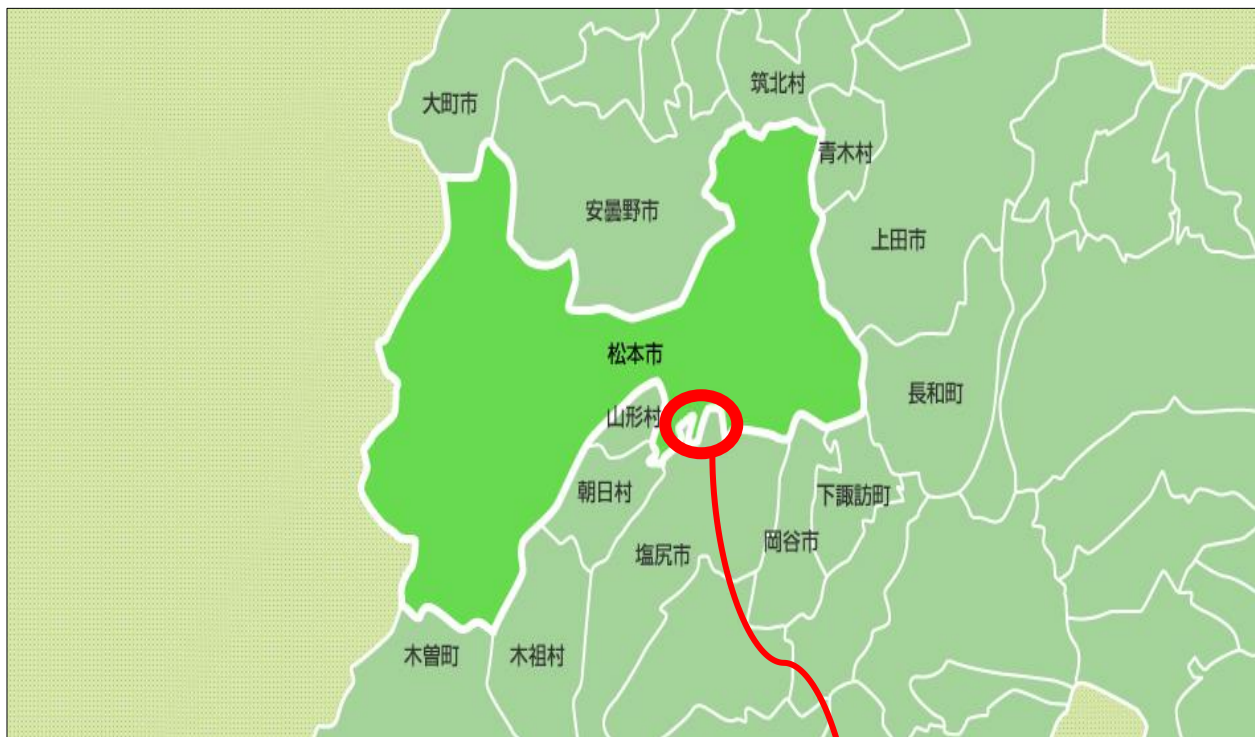 筑北村
大町市
青木村
安曇野市
上田市
松本市
長和町
山形村
朝日村
下諏訪町
塩尻市
岡谷市
木曽町
木祖村